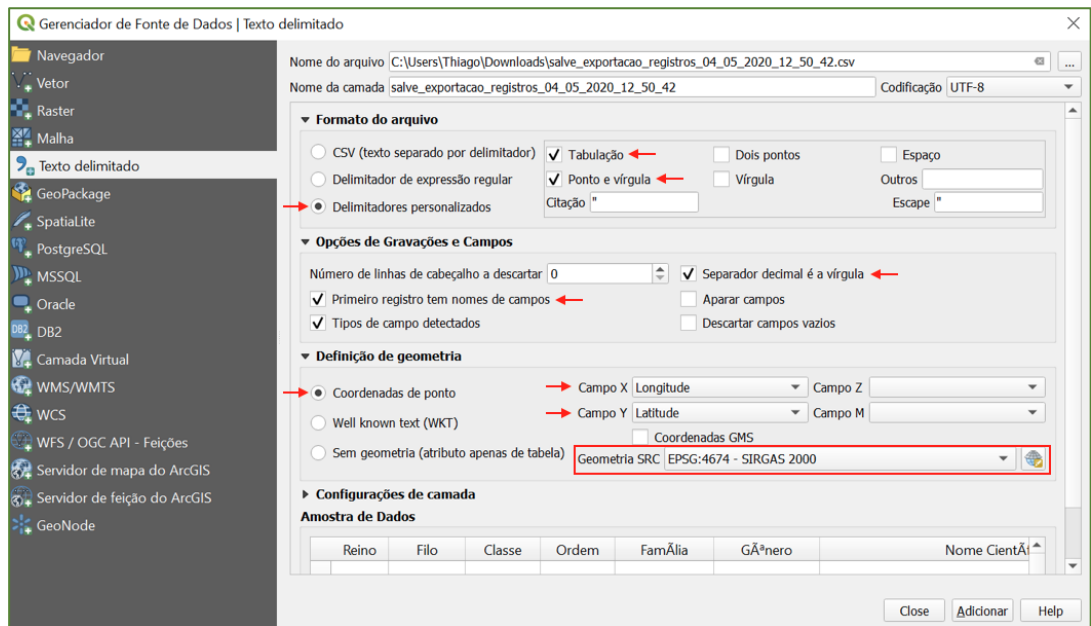 Gerenciador de Fonte de Dados | Texto delimitado
Navegador
Vetor
Raster
Malha
Texto delimitado
GeoPackage
SpatiaLite
PostgreSQL
MSSQL
Oracle
DB2
Camada Virtual
WMS/WMTS
WCS
WFS / OGC API - Feições
Servidor de mapa do ArcGIS
Servidor de feição do ArcGIS
GeoNode
Nome do arquivo C:\Users\Thiago\Downloads\salve_exportacao_registros_04_05_2020_12_50_42.csv ...
Nome da camada salve_exportacao_registros_04_05_2020_12_50_42 Codificação UTF-8
Formato do arquivo
CSV (texto separado por delimitador) Tabulação Dois pontos Espaço
Delimitador de expressão regular Ponto e vírgula Vírgula Outros
Delimitadores personalizados Citação " Escape "
Opções de Gravações e Campos
Número de linhas de cabeçalho a descartar 0 Separador decimal é a vírgula
Primeiro registro tem nomes de campos Aparar campos
Tipos de campo detectados Descartar campos vazios
Definição de geometria
Coordenadas de ponto Campo X Longitude Campo Z
Campo Y Latitude Campo M
Well known text (WKT)
Coordenadas GMS
Sem geometria (atributo apenas de tabela) Geometria SRC EPSG:4674 - SIRGAS 2000
Configurações de camada
Amostra de Dados
Reino Filo Classe Ordem FamÃlia GÃªnero Nome CientÃ
Close Adicionar Help